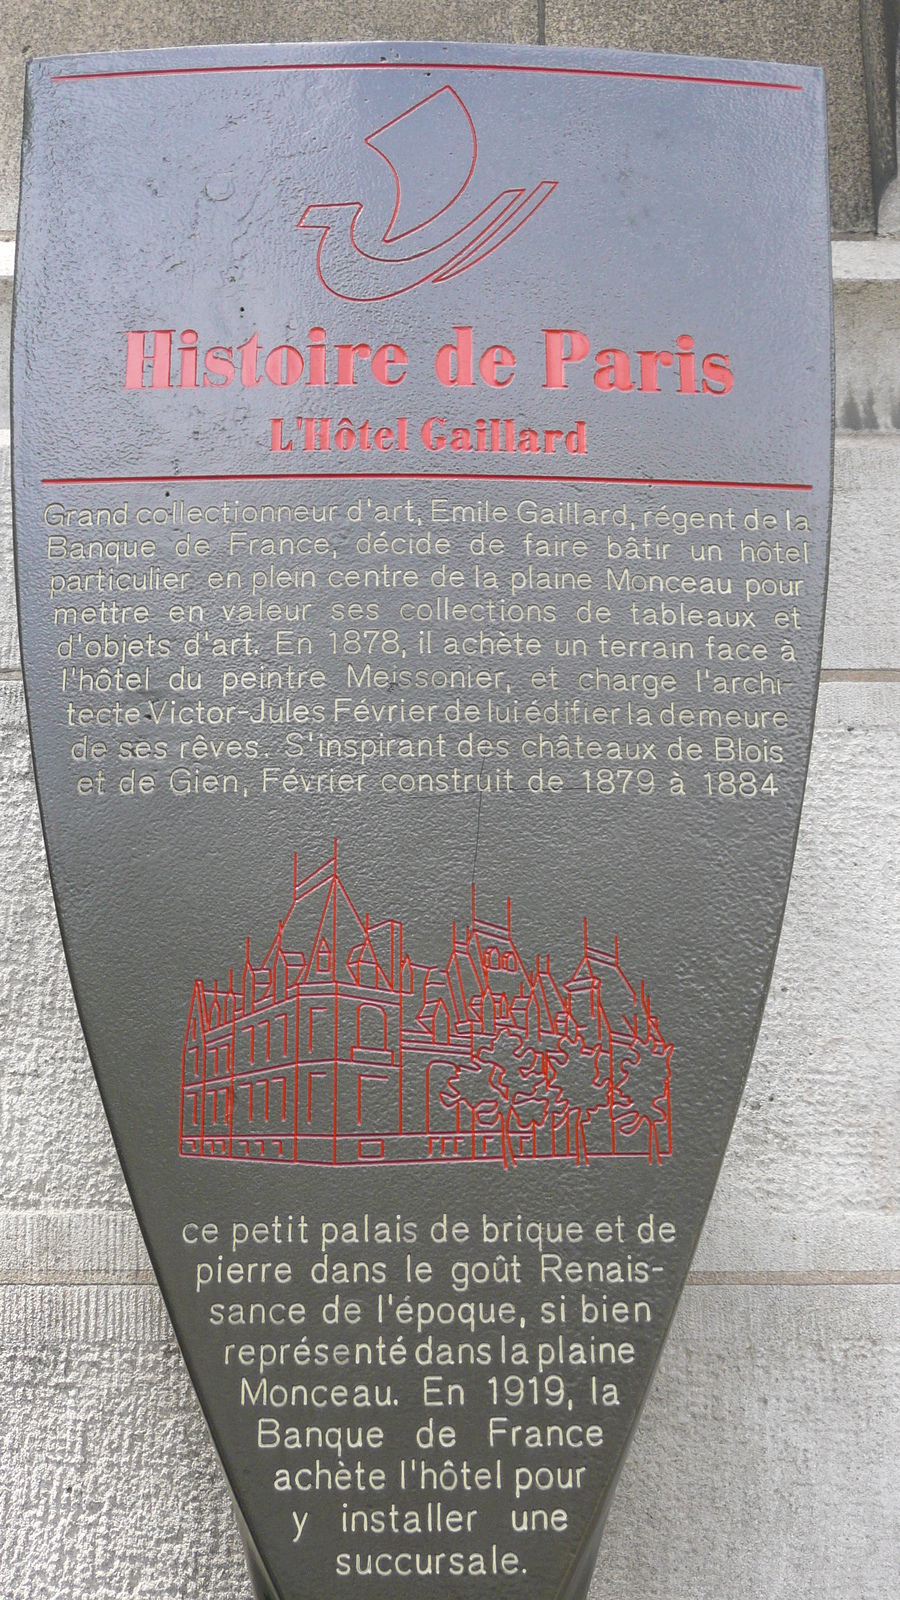 Histoire de Paris
L'Hôtel Gaillard
Grand collectionneur d'art, Emile Gaillard, régent de la
Banque de France, décide de faire bâtir un hôtel
particulier en plein centre de la plaine Monceau pour
mettre en valeur ses collections de tableaux et
d'objets d'art. En 1878, il achète un terrain face à
l'hôtel du peintre Meissonier, et charge l'archi-
tecte Victor-Jules Février de lui édifier la demeure
de ses rêves. S'inspirant des châteaux de Blois
et de Gien, Février construit de 1879 à 1884
ce petit palais de brique et de
pierre dans le goût Renais-
sance de l'époque, si bien
représenté dans la plaine
Monceau. En 1919, la
Banque de France
achète l'hôtel pour
y installer une
succursale.